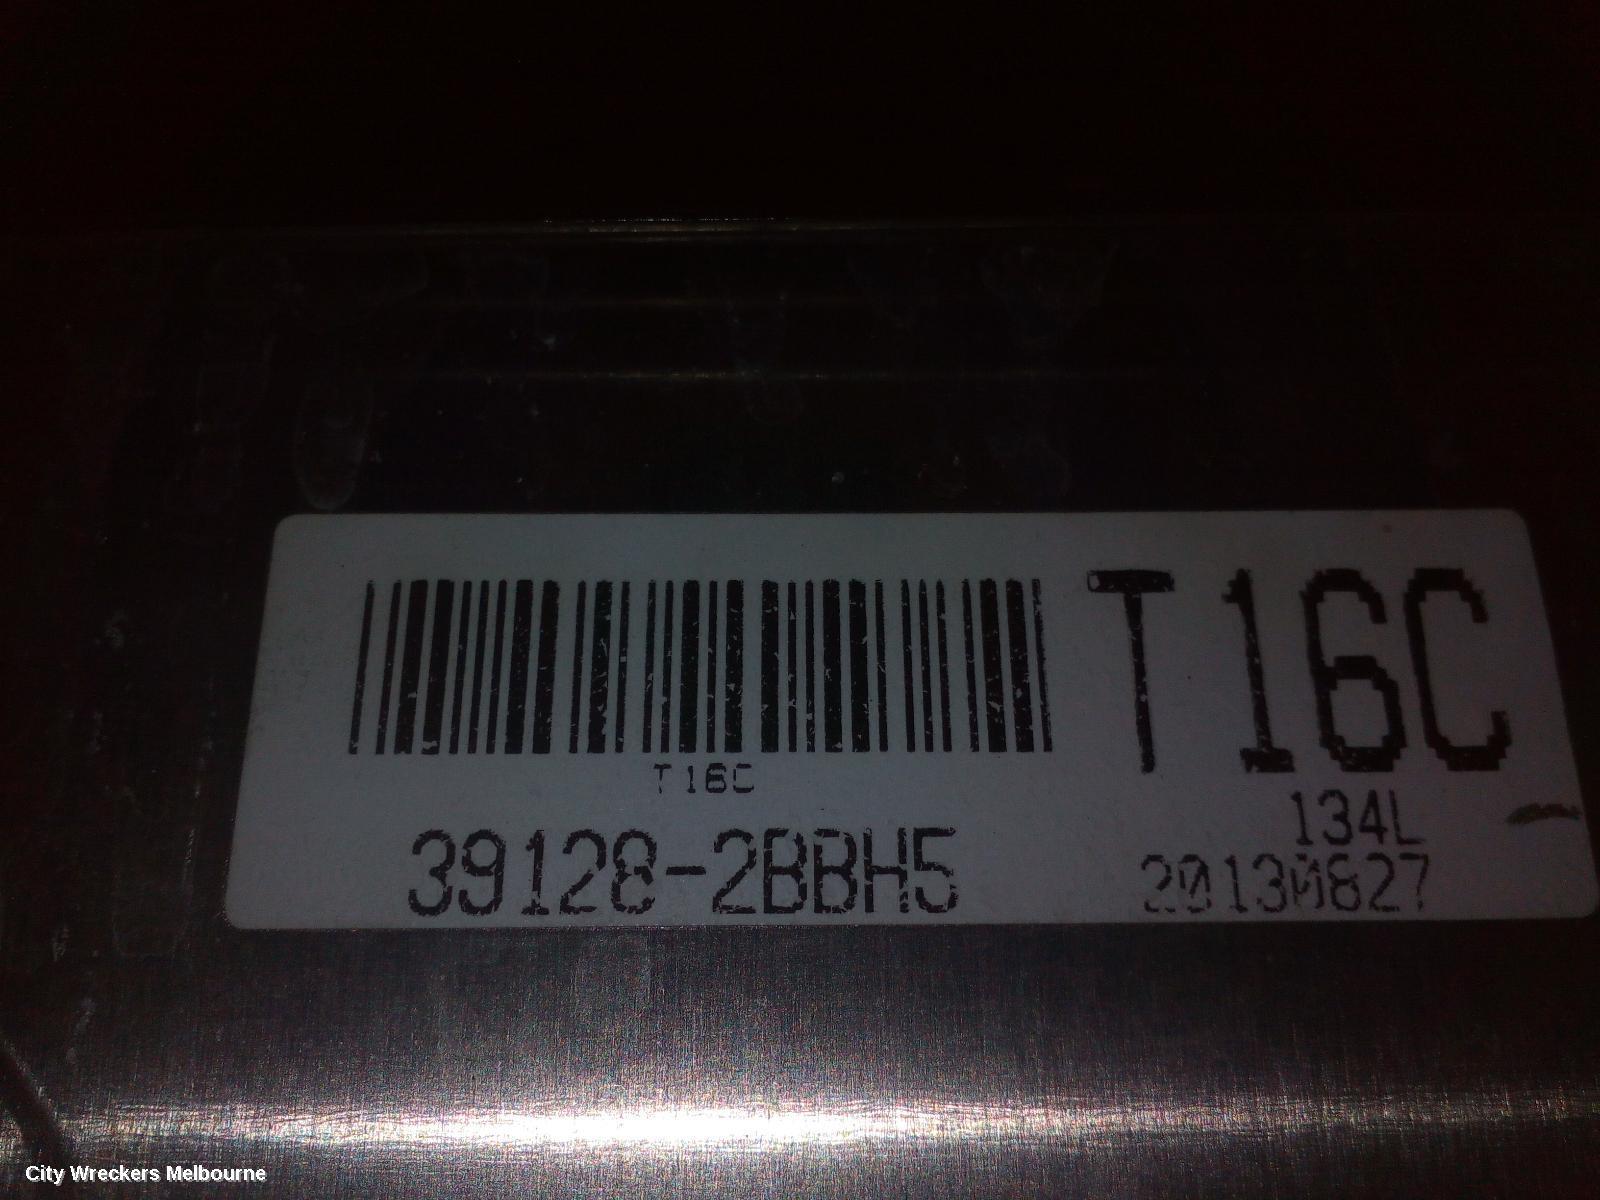 T16C
T16C
134L
39128-2BBH5
20130827
City Wreckers Melbourne